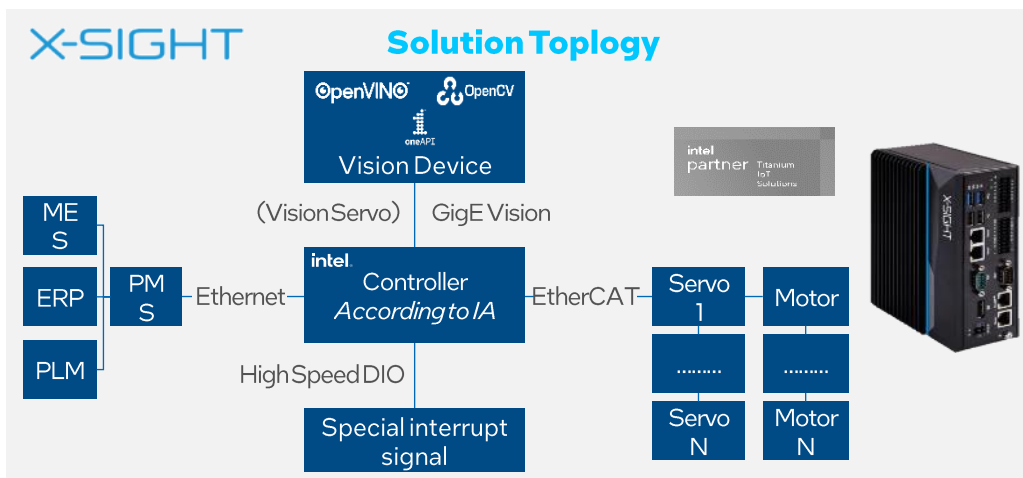 X-SIGHT
Solution Toplogy
OpenVINO
OpenCV
oneAPI
Vision Device
(Vision Servo)
GigE Vision
ME
S
ERP
PLM
PM
S
Ethernet
intel.
Controller
According to IA
EtherCAT
Servo
1
Motor
.........
.........
Servo
N
Motor
N
High Speed DIO
Special interrupt
signal
intel
partner
Titanium
IoT
Solutions
X-SIGHT